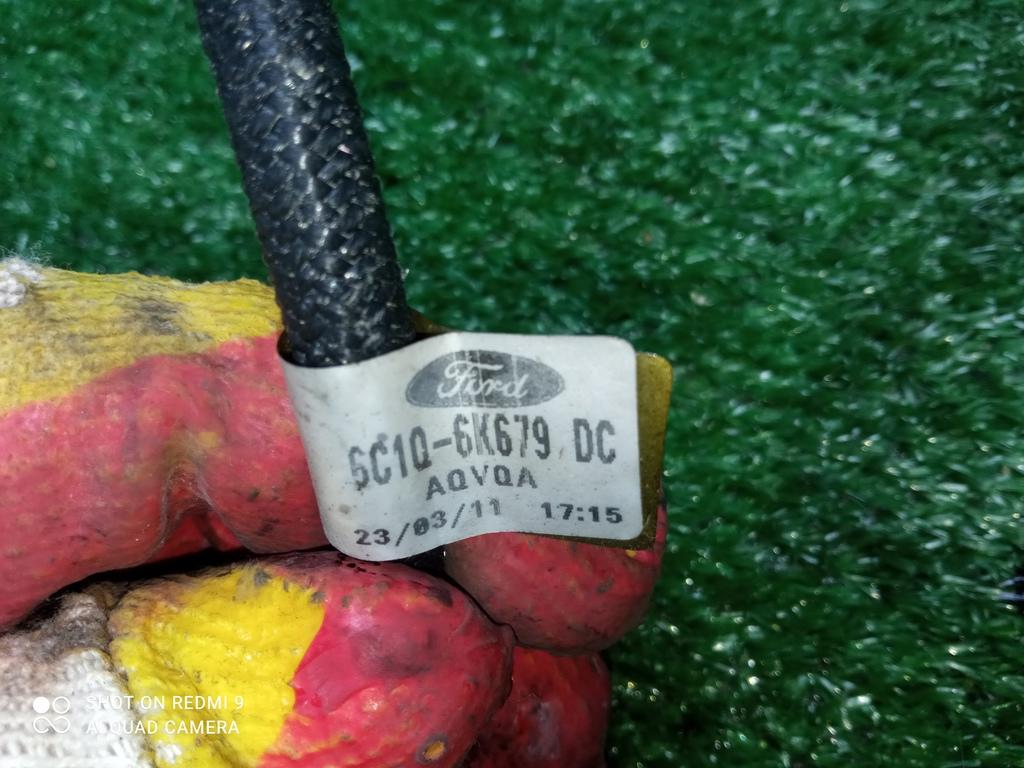 Ford
6C1Q-6K679 DC
AQVQA
23/03/11 17:15
SHOT ON REDMI 9
AI QUAD CAMERA